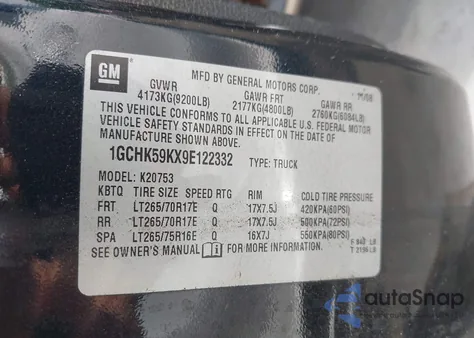 GM
MFD BY GENERAL MOTORS CORP.
GVWR GAWR FRT GAWR RR
4173KG(9200LB) 2177KG(4800LB) 2760KG(6084LB)
THIS VEHICLE CONFORMS TO ALL APPLICABLE U.S. FEDERAL MOTOR
VEHICLE SAFETY STANDARDS IN EFFECT ON THE DATE OF
MANUFACTURE SHOWN ABOVE.
1GCHK59KX9E122332 TYPE: TRUCK
MODEL: K20753
KBTQ TIRE SIZE SPEED RTG RIM COLD TIRE PRESSURE
FRT LT265/70R17E Q 17X7.5J 420KPA(60PSI)
RR LT265/70R17E Q 17X7.5J 500KPA(72PSI)
SPA LT265/75R16E Q 16X7J 550KPA(80PSI)
SEE OWNER'S MANUAL FOR MORE INFORMATION.
autoSnap